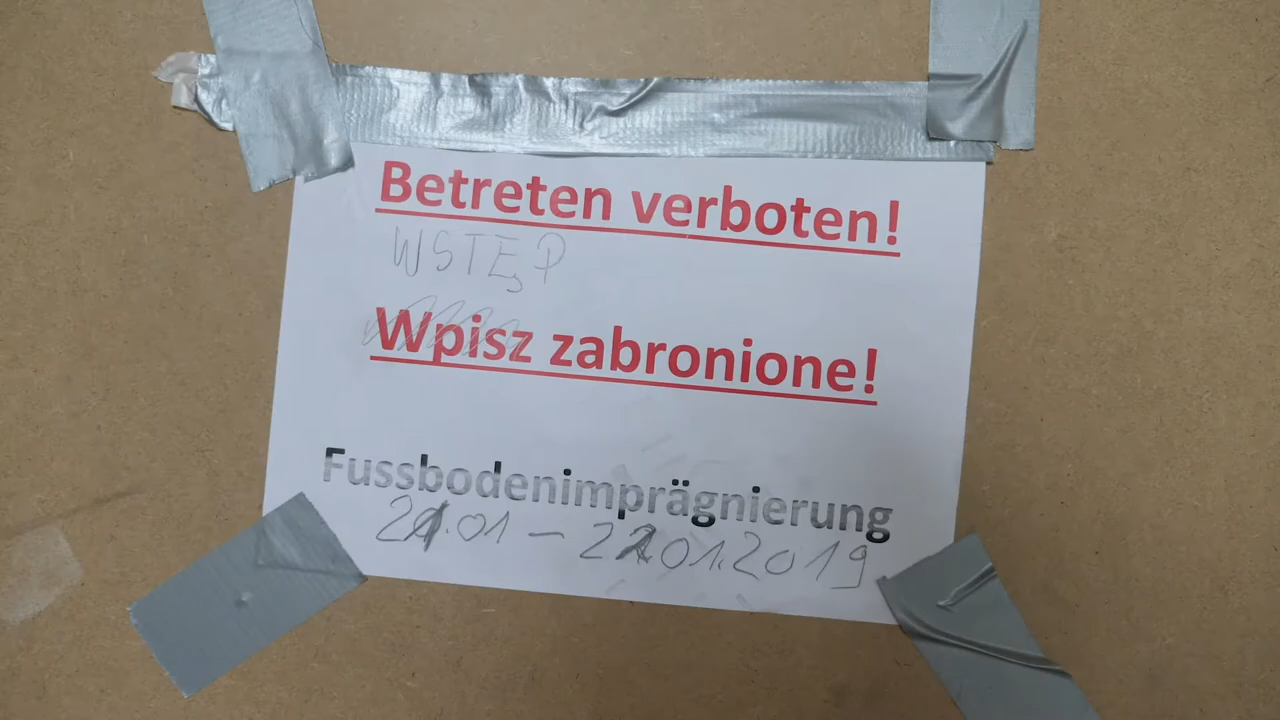 Betreten verboten!
WSTĘP
Wpisz zabronione!
Fussbodenimprägnierung
21.01 - 22.01.2019